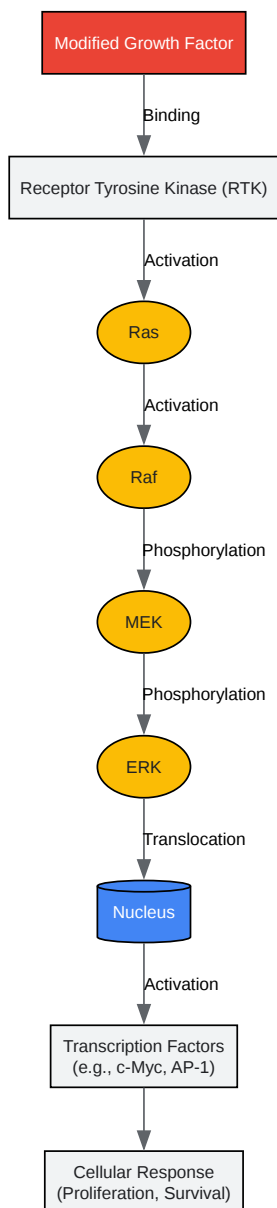 Modified Growth Factor
Binding
Receptor Tyrosine Kinase (RTK)
Activation
Ras
Activation
Raf
Phosphorylation
MEK
Phosphorylation
ERK
Translocation
Nucleus
Activation
Transcription Factors
(e.g., c-Myc, AP-1)
Cellular Response
(Proliferation, Survival)